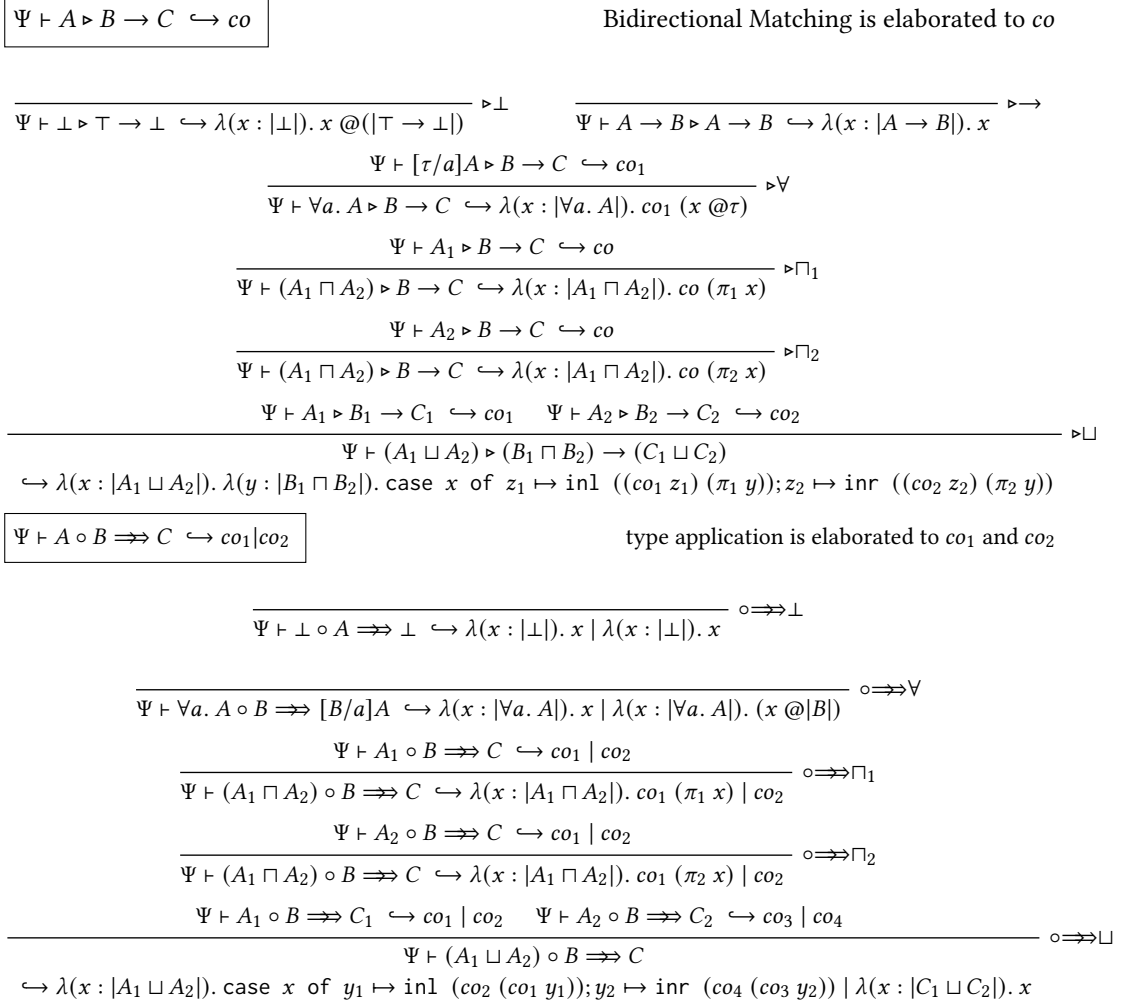 Ψ ⊢ A ▹ B → C ↪ co Bidirectional Matching is elaborated to co
Ψ ⊢ ⊥ ▹ ⊤ → ⊥ ↪ λ(x : |⊥|). x @(|⊤ → ⊥|) ▹⊥ Ψ ⊢ A → B ▹ A → B ↪ λ(x : |A → B|). x ▹→
Ψ ⊢ [τ/a]A ▹ B → C ↪ co₁
Ψ ⊢ ∀a. A ▹ B → C ↪ λ(x : |∀a. A|). co₁ (x @τ) ▹∀
Ψ ⊢ A₁ ▹ B → C ↪ co
Ψ ⊢ (A₁ ⊓ A₂) ▹ B → C ↪ λ(x : |A₁ ⊓ A₂|). co (π₁ x) ▹⊓₁
Ψ ⊢ A₂ ▹ B → C ↪ co
Ψ ⊢ (A₁ ⊓ A₂) ▹ B → C ↪ λ(x : |A₁ ⊓ A₂|). co (π₂ x) ▹⊓₂
Ψ ⊢ A₁ ▹ B₁ → C₁ ↪ co₁ Ψ ⊢ A₂ ▹ B₂ → C₂ ↪ co₂
Ψ ⊢ (A₁ ⊔ A₂) ▹ (B₁ ⊓ B₂) → (C₁ ⊔ C₂) ▹⊔
↪ λ(x : |A₁ ⊔ A₂|). λ(y : |B₁ ⊓ B₂|). case x of z₁ ↦ inl ((co₁ z₁) (π₁ y)); z₂ ↦ inr ((co₂ z₂) (π₂ y))
Ψ ⊢ A ∘ B ⇛> C ↪ co₁|co₂ type application is elaborated to co₁ and co₂
Ψ ⊢ ⊥ ∘ A ⇛> ⊥ ↪ λ(x : |⊥|). x | λ(x : |⊥|). x ∘⇛>⊥
Ψ ⊢ ∀a. A ∘ B ⇛> [B/a]A ↪ λ(x : |∀a. A|). x | λ(x : |∀a. A|). (x @|B|) ∘⇛>∀
Ψ ⊢ A₁ ∘ B ⇛> C ↪ co₁ | co₂
Ψ ⊢ (A₁ ⊓ A₂) ∘ B ⇛> C ↪ λ(x : |A₁ ⊓ A₂|). co₁ (π₁ x) | co₂ ∘⇛>⊓₁
Ψ ⊢ A₂ ∘ B ⇛> C ↪ co₁ | co₂
Ψ ⊢ (A₁ ⊓ A₂) ∘ B ⇛> C ↪ λ(x : |A₁ ⊓ A₂|). co₁ (π₂ x) | co₂ ∘⇛>⊓₂
Ψ ⊢ A₁ ∘ B ⇛> C₁ ↪ co₁ | co₂ Ψ ⊢ A₂ ∘ B ⇛> C₂ ↪ co₃ | co₄
Ψ ⊢ (A₁ ⊔ A₂) ∘ B ⇛> C ∘⇛>⊔
↪ λ(x : |A₁ ⊔ A₂|). case x of y₁ ↦ inl (co₂ (co₁ y₁)); y₂ ↦ inr (co₄ (co₃ y₂)) | λ(x : |C₁ ⊔ C₂|). x